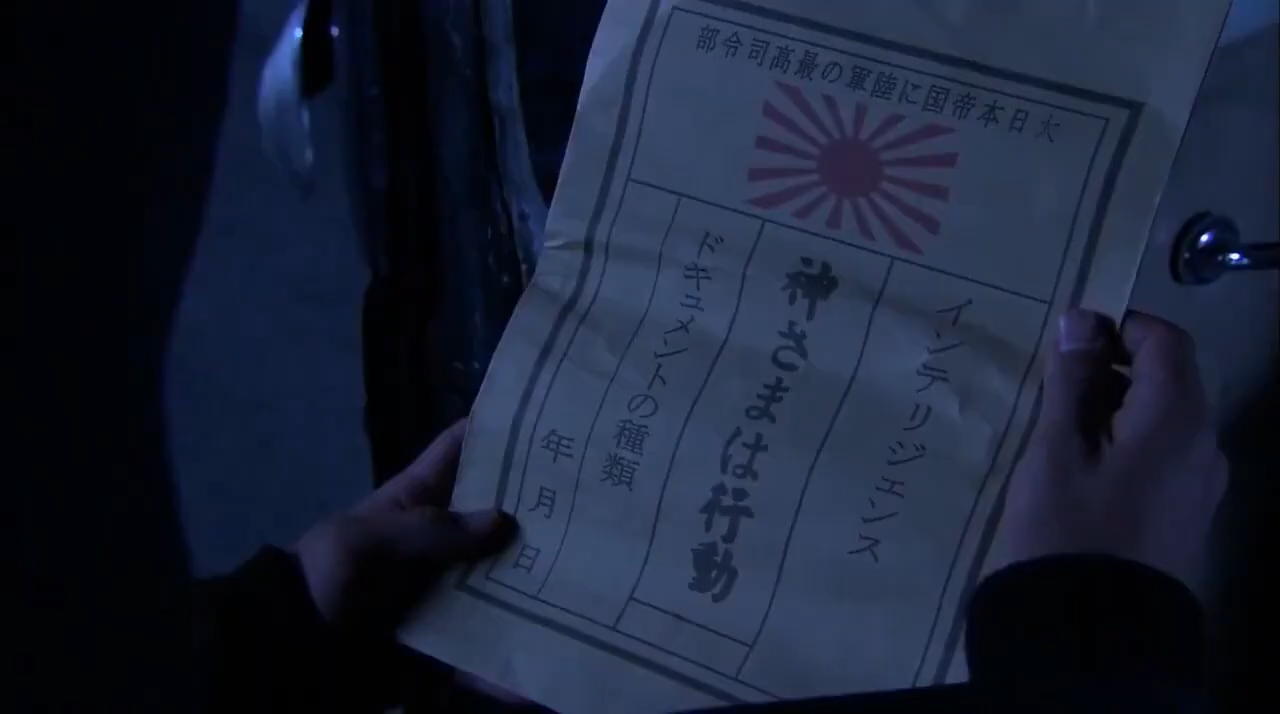 大日本帝国に陸軍の最高司令部
インテリジェンス
神さまは行動
ドキュメントの種類
年月日